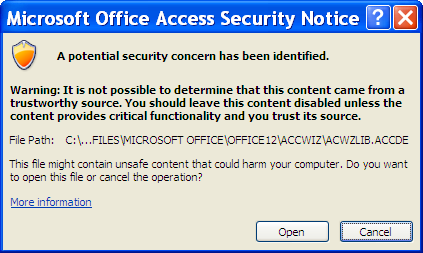 Microsoft Office Access Security Notice
A potential security concern has been identified.
Warning: It is not possible to determine that this content came from a
trustworthy source. You should leave this content disabled unless the
content provides critical functionality and you trust its source.
File Path: C:\...FILES\MICROSOFT OFFICE\OFFICE12\ACCWIZ\ACWZLIB.ACCDE
This file might contain unsafe content that could harm your computer. Do you want
to open this file or cancel the operation?
More information
Open Cancel